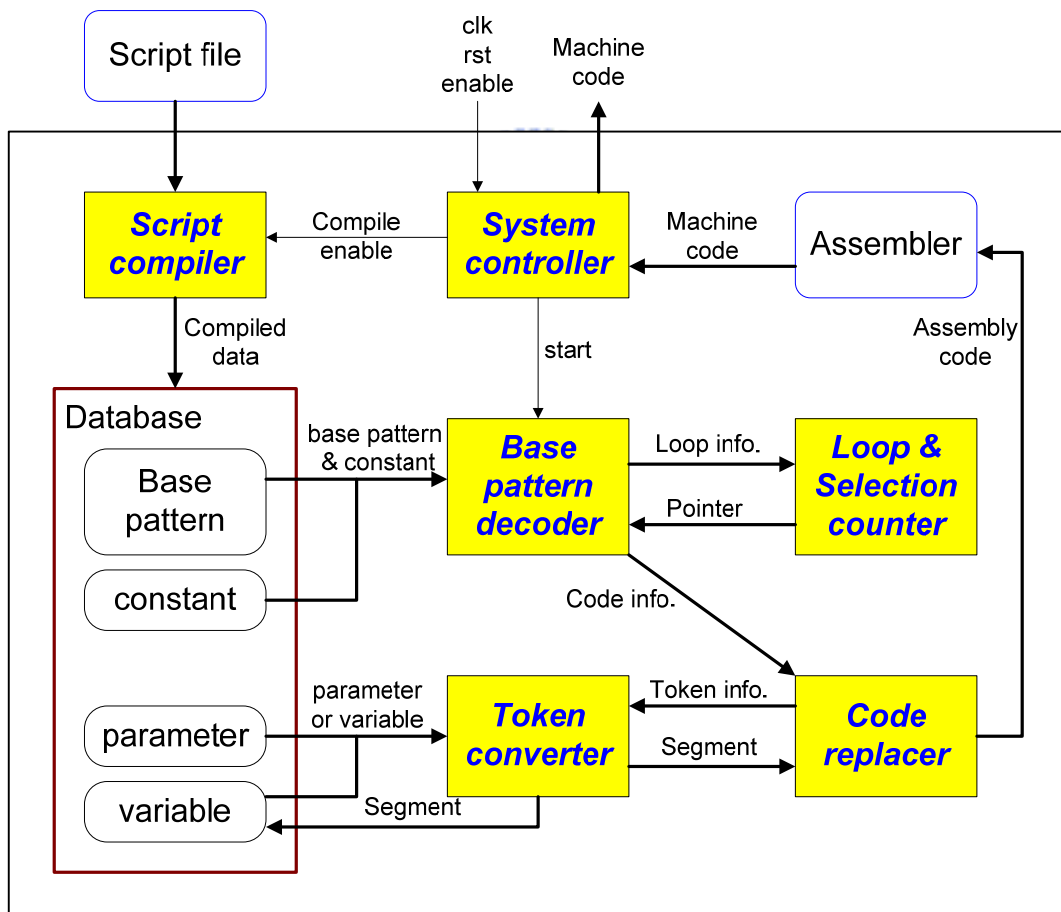 Script file
clk
rst
enable
Machine
code
Script
compiler
Compile
enable
System
controller
Machine
code
Assembler
Compiled
data
start
Assembly
code
Database
Base
pattern
constant
base pattern
& constant
Base
pattern
decoder
Loop info.
Pointer
Loop &
Selection
counter
Code info.
parameter
variable
parameter
or variable
Segment
Token
converter
Token info.
Segment
Code
replacer